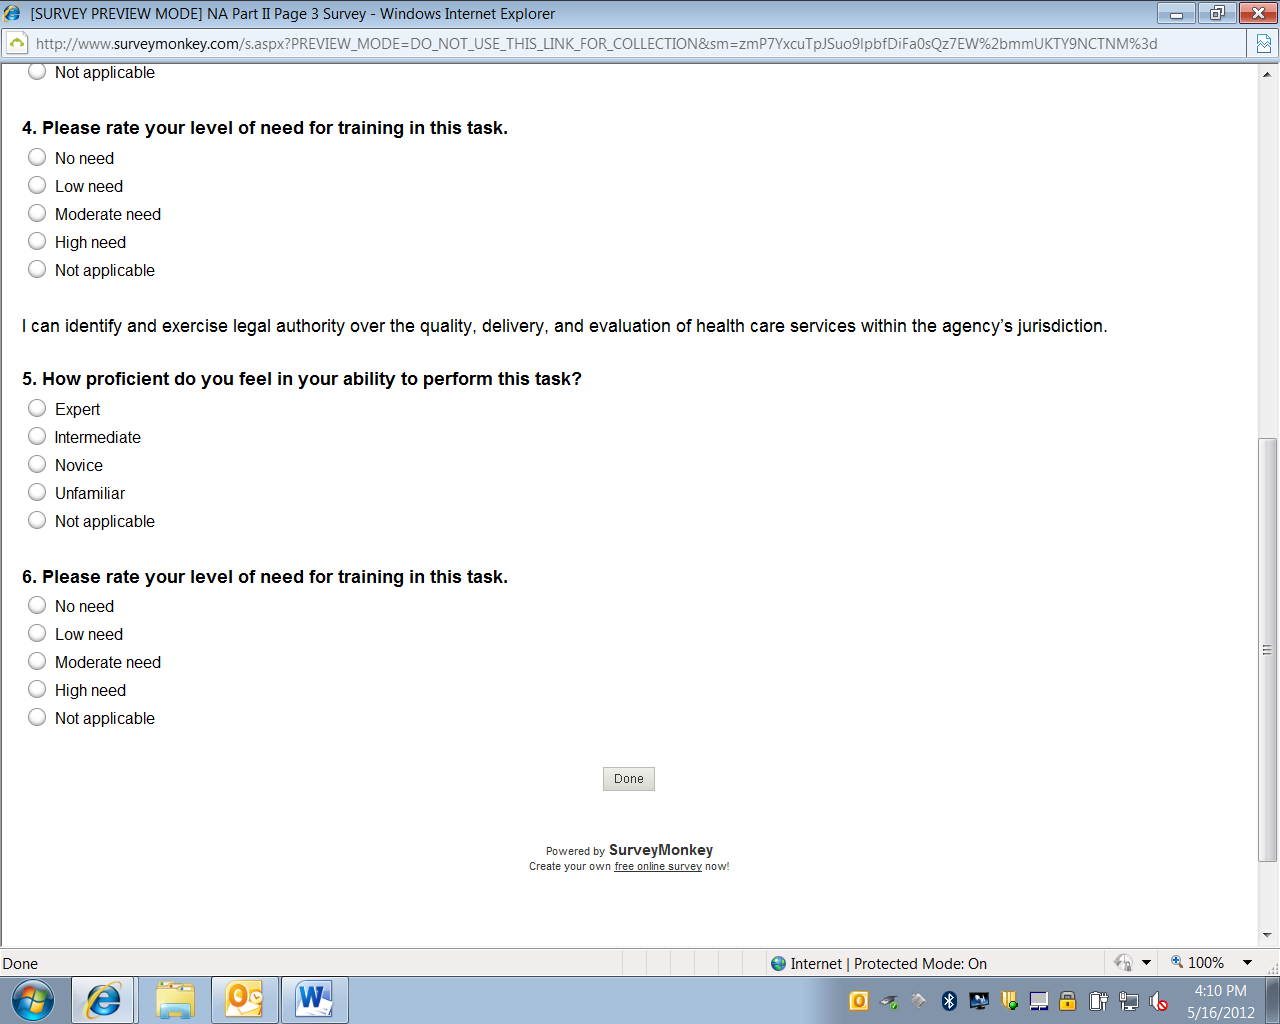 [SURVEY PREVIEW MODE] NA Part II Page 3 Survey - Windows Internet Explorer
http://www.surveymonkey.com/s.aspx?PREVIEW_MODE=DO_NOT_USE_THIS_LINK_FOR_COLLECTION&sm=zmP7YxcuTpJSuo9lpbfDiFa0sQz7EW%2bmmUKTY9NCTNM%3d
Not applicable
4. Please rate your level of need for training in this task.
No need
Low need
Moderate need
High need
Not applicable
I can identify and exercise legal authority over the quality, delivery, and evaluation of health care services within the agency’s jurisdiction.
5. How proficient do you feel in your ability to perform this task?
Expert
Intermediate
Novice
Unfamiliar
Not applicable
6. Please rate your level of need for training in this task.
No need
Low need
Moderate need
High need
Not applicable
Done
Powered by SurveyMonkey
Create your own free online survey now!
Done
Internet | Protected Mode: On
100%
4:10 PM
5/16/2012